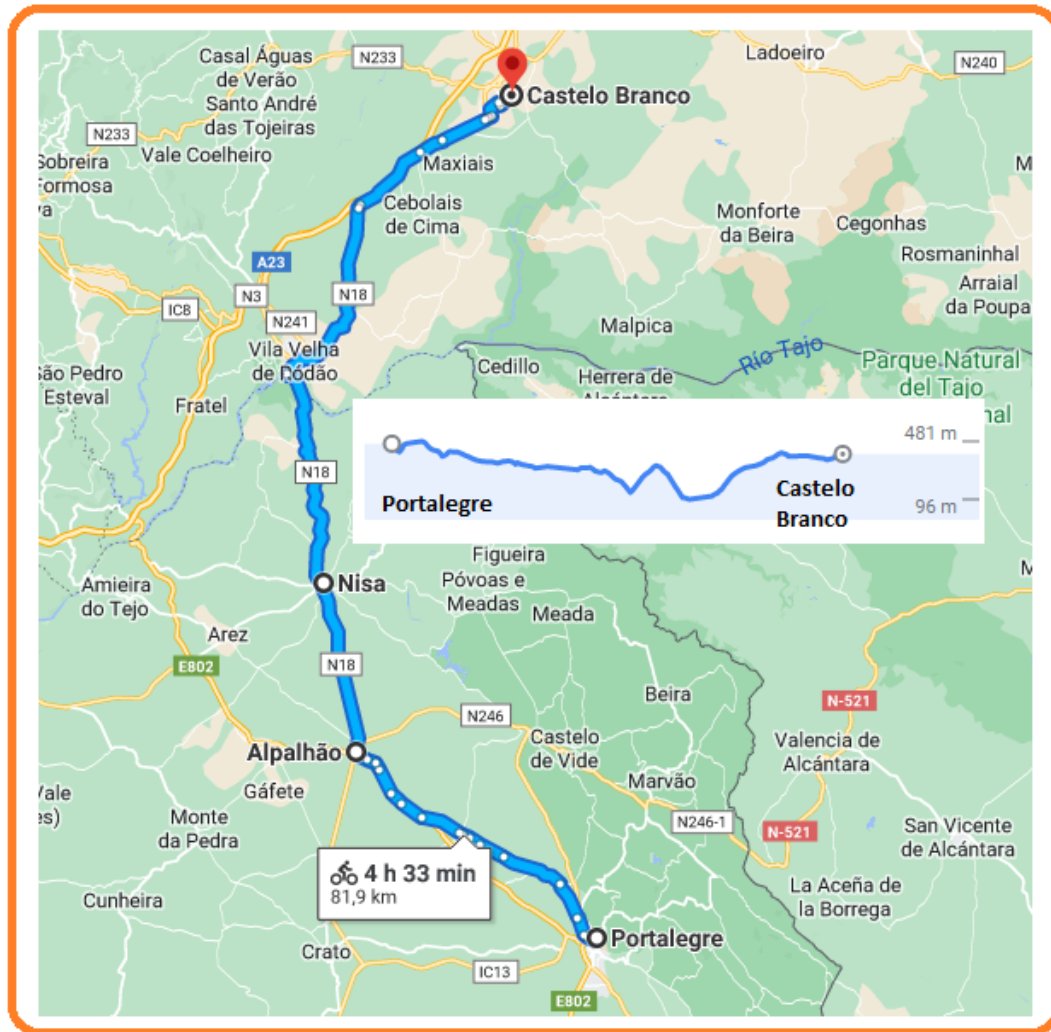 Casal Águas
de Verão
N233
Ladoeiro
N240
Santo André
das Tojeiras
Castelo Branco
N233
Vale Coelheiro
Sobreira
Formosa
va
Maxiais
M
Cebolais
de Cima
Monforte
da Beira
Cegonhas
Rosmaninhal
A23
Arraial
da Poupa
N3
N18
IC8
N241
Malpica
Río Tajo
Vila Velha
de Ródão
Cedillo
Herrera de
Parque Natural
del Tajo
nal
São Pedro
Esteval
Fratel
481 m
N18
Portalegre
Castelo
Branco
96 m
Figueira
Nisa
Póvoas e
Meadas
M
Amieira
do Tejo
Meada
Arez
N18
E802
Beira
N-521
N246
Alpalhão
Castelo
de Vide
Valencia de
Alcántara
Gáfete
Marvão
Vale
es)
Monte
da Pedra
N246-1
N-521
San Vicente
de Alcántara
4 h 33 min
81,9 km
La Aceña de
la Borrega
Cunheira
Portalegre
Crato
IC13
E802